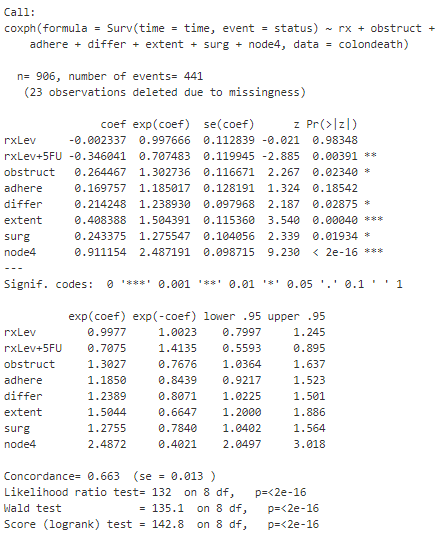 Call:
coxph(formula = Surv(time = time, event = status) ~ rx + obstruct +
    adhere + differ + extent + surg + node4, data = colondeath)

  n= 906, number of events= 441
   (23 observations deleted due to missingness)

              coef exp(coef)  se(coef)      z Pr(>|z|)
rxLev    -0.002337  0.997666  0.112839 -0.021  0.98348
rxLev+5FU -0.346041  0.707483  0.119945 -2.885  0.00391 **
obstruct  0.264467  1.302736  0.116671  2.267  0.02340 *
adhere    0.169757  1.185017  0.128191  1.324  0.18542
differ    0.214248  1.238930  0.097968  2.187  0.02875 *
extent    0.408388  1.504391  0.115360  3.540  0.00040 ***
surg      0.243375  1.275547  0.104056  2.339  0.01934 *
node4     0.911154  2.487191  0.098715  9.230  < 2e-16 ***
---
Signif. codes:  0 '***' 0.001 '**' 0.01 '*' 0.05 '.' 0.1 ' ' 1

          exp(coef) exp(-coef) lower .95 upper .95
rxLev        0.9977     1.0023    0.7997     1.245
rxLev+5FU    0.7075     1.4135    0.5593     0.895
obstruct     1.3027     0.7676    1.0364     1.637
adhere       1.1850     0.8439    0.9217     1.523
differ       1.2389     0.8071    1.0225     1.501
extent       1.5044     0.6647    1.2000     1.886
surg         1.2755     0.7840    1.0402     1.564
node4        2.4872     0.4021    2.0497     3.018

Concordance= 0.663  (se = 0.013 )
Likelihood ratio test= 132  on 8 df,   p=<2e-16
Wald test            = 135.1  on 8 df,   p=<2e-16
Score (logrank) test = 142.8  on 8 df,   p=<2e-16